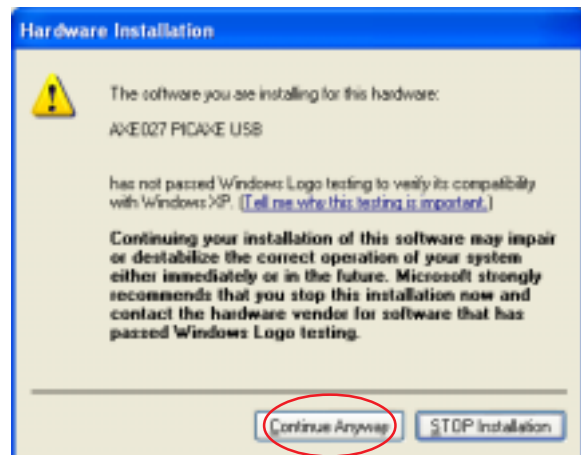 Hardware Installation
The software you are installing for this hardware:
AXE027 PICAXE USB
has not passed Windows Logo testing to verify its compatibility
with Windows XP. (Tell me why this testing is important.)
Continuing your installation of this software may impair
or destabilize the correct operation of your system
either immediately or in the future. Microsoft strongly
recommends that you stop this installation now and
contact the hardware vendor for software that has
passed Windows Logo testing.
Continue Anyway STOP Installation